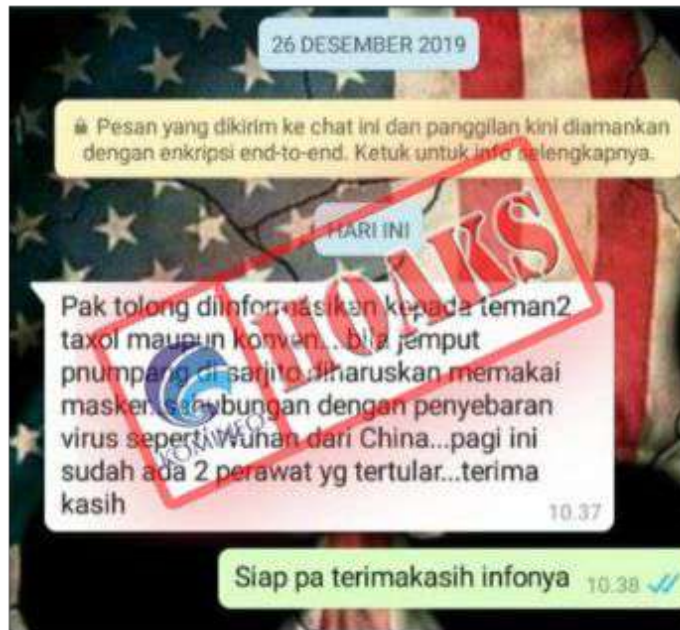 26 DESEMBER 2019
Pesan yang dikirim ke chat ini dan panggilan kini diamankan
dengan enkripsi end-to-end. Ketuk untuk info selengkapnya.
HARI INI
HOAKS
KOMINFO
Pak tolong diinformasikan kepada teman2
taxol maupun konven... bila jemput
pnumpang di sarjito diharuskan memakai
masker..sehubungan dengan penyebaran
virus seperti Wuhan dari China...pagi ini
sudah ada 2 perawat yg tertular...terima
kasih
10.37
Siap pa terimakasih infonya 10.38